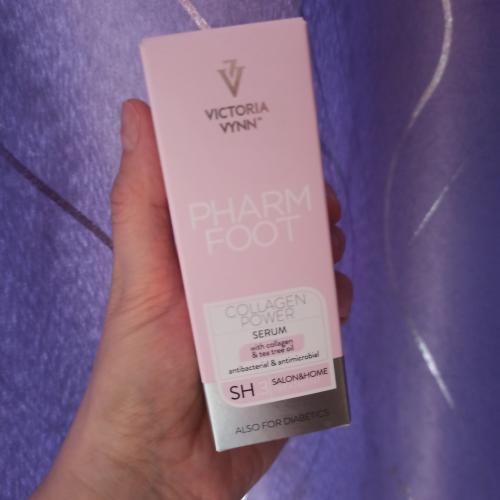 VICTORIA
VYNN™
PHARM
FOOT
COLLAGEN
POWER
SERUM
with collagen
& tea tree oil
antibacterial & antimicrobial
SH SALON&HOME
ALSO FOR DIABETICS